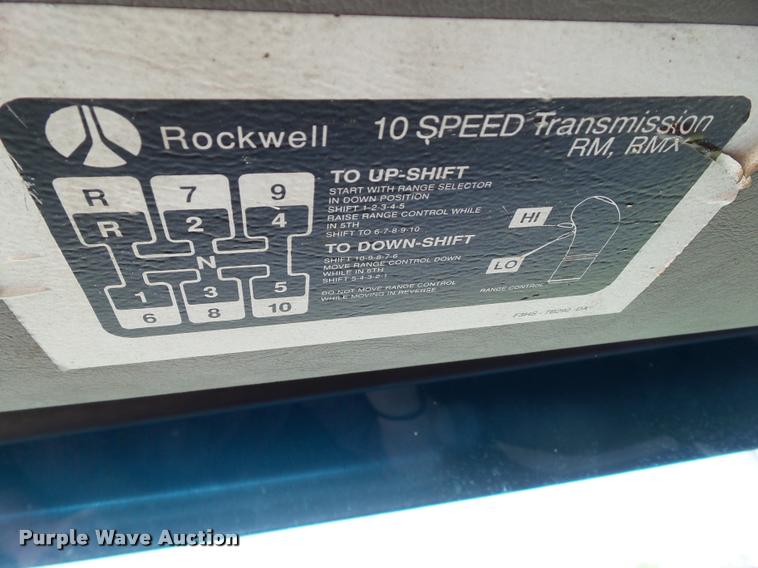 Rockwell 10 SPEED Transmission
RM, RMX
R 7 9
R 2 4
N
1 3 5
6 8 10
TO UP-SHIFT
START WITH RANGE SELECTOR
IN DOWN POSITION
SHIFT 1-2-3-4-5
RAISE RANGE CONTROL WHILE
IN 5TH
SHIFT TO 6-7-8-9-10
TO DOWN-SHIFT
SHIFT 10-9-8-7-6
MOVE RANGE CONTROL DOWN
WHILE IN 6TH
SHIFT 5-4-3-2-1
DO NOT MOVE RANGE CONTROL
WHILE MOVING IN REVERSE
HI
LO
RANGE CONTROL
Purple Wave Auction